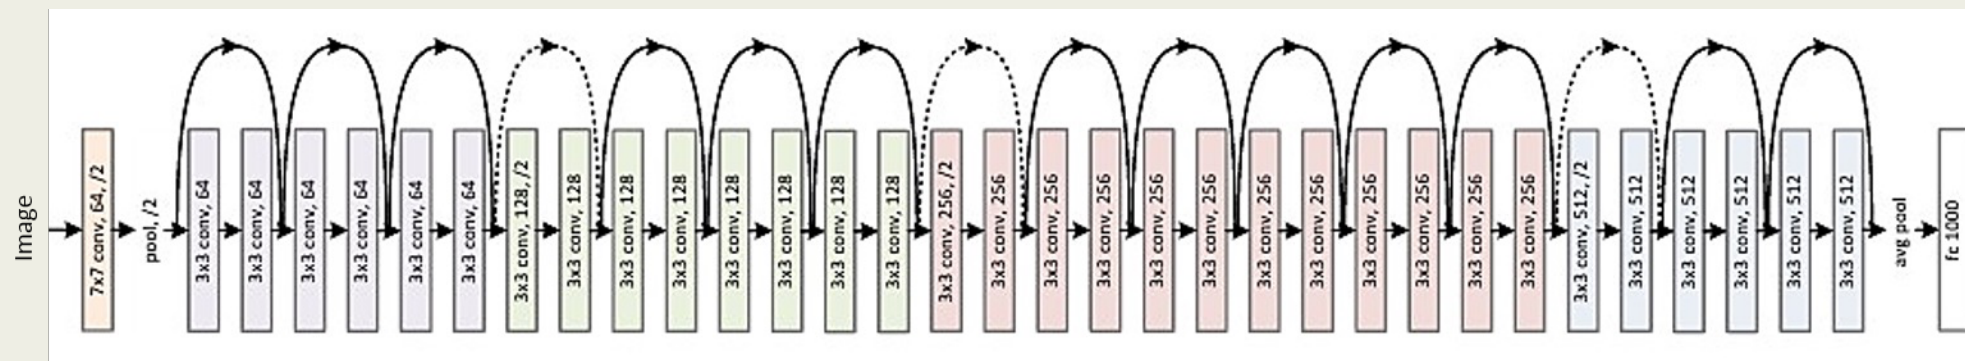 Image
7x7 conv, 64, /2
pool, /2
3x3 conv, 64
3x3 conv, 64
3x3 conv, 64
3x3 conv, 64
3x3 conv, 64
3x3 conv, 64
3x3 conv, 128, /2
3x3 conv, 128
3x3 conv, 128
3x3 conv, 128
3x3 conv, 128
3x3 conv, 128
3x3 conv, 128
3x3 conv, 128
3x3 conv, 256, /2
3x3 conv, 256
3x3 conv, 256
3x3 conv, 256
3x3 conv, 256
3x3 conv, 256
3x3 conv, 256
3x3 conv, 256
3x3 conv, 256
3x3 conv, 256
3x3 conv, 256
3x3 conv, 256
3x3 conv, 512, /2
3x3 conv, 512
3x3 conv, 512
3x3 conv, 512
3x3 conv, 512
3x3 conv, 512
avg pool
fc 1000